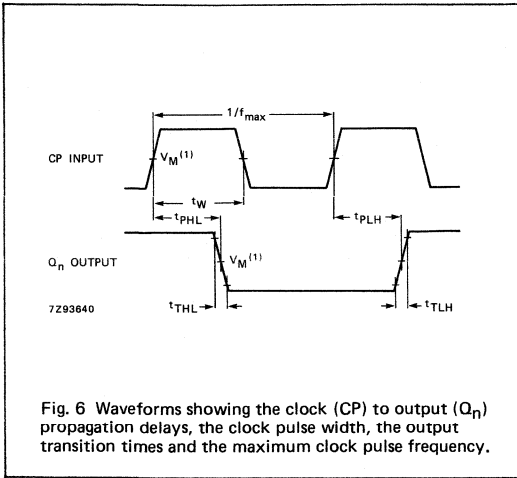 1/fmax
CP INPUT
VM(1)
tW
tPHL
tPLH
Qn OUTPUT
VM(1)
7Z93640
tTHL
tTLH
Fig. 6 Waveforms showing the clock (CP) to output (Qn)
propagation delays, the clock pulse width, the output
transition times and the maximum clock pulse frequency.